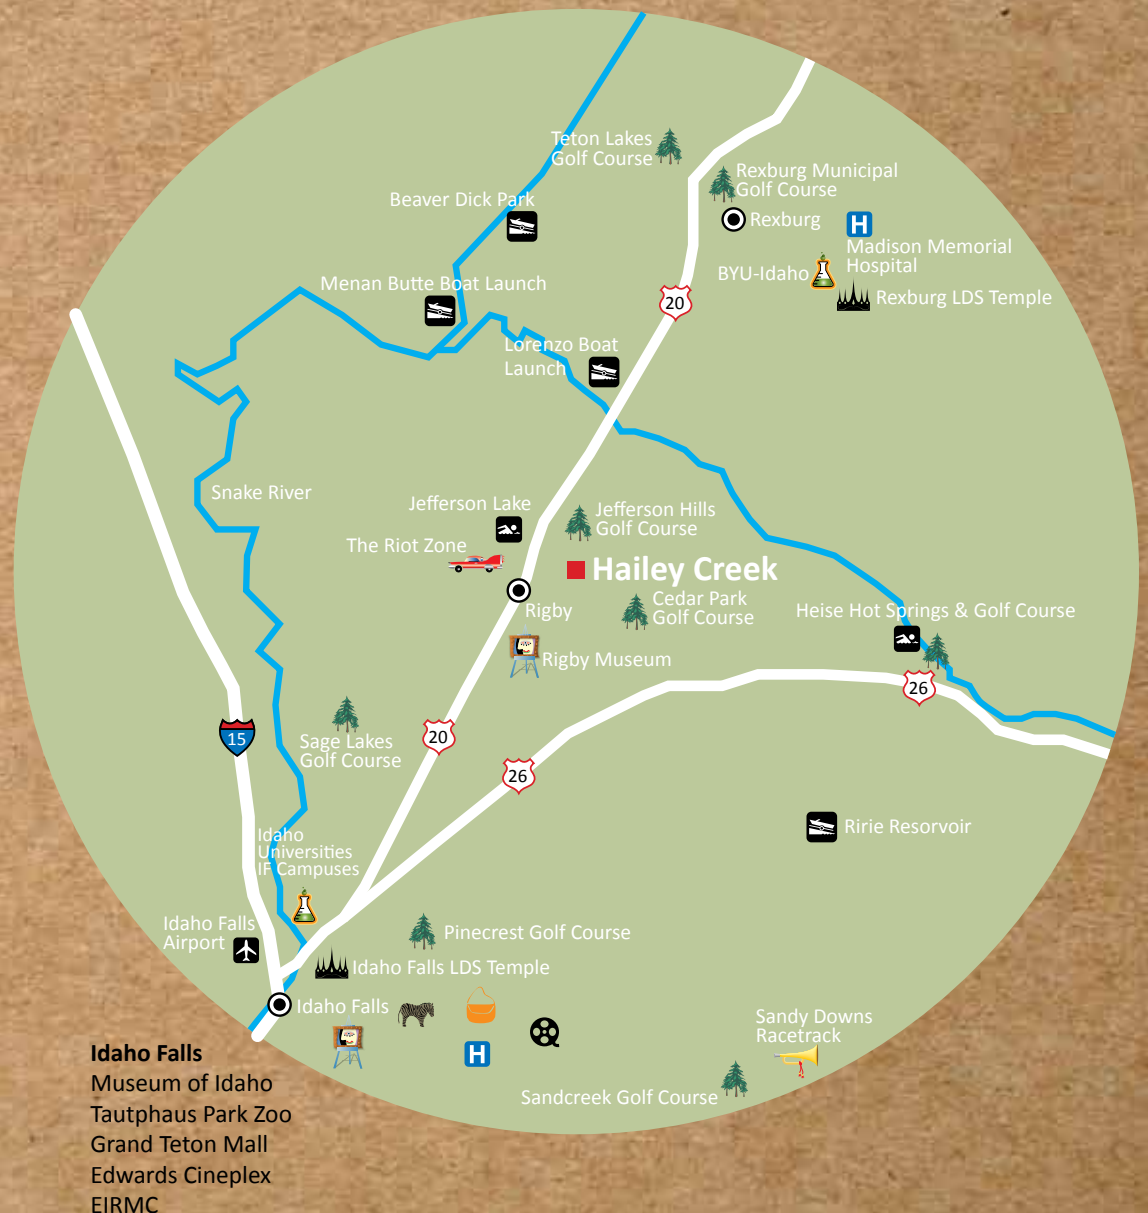 Teton Lakes
Golf Course
Rexburg Municipal
Golf Course
Beaver Dick Park
Rexburg
H
Madison Memorial
Hospital
BYU-Idaho
Menan Butte Boat Launch
Rexburg LDS Temple
20
Lorenzo Boat
Launch
Snake River
Jefferson Lake
Jefferson Hills
Golf Course
The Riot Zone
Hailey Creek
Rigby
Cedar Park
Golf Course
Heise Hot Springs & Golf Course
Rigby Museum
26
15
Sage Lakes
Golf Course
20
26
Ririe Resorvoir
Idaho
Universities
IF Campuses
Idaho Falls
Airport
Pinecrest Golf Course
Idaho Falls LDS Temple
Idaho Falls
H
Sandy Downs
Racetrack
Sandcreek Golf Course
Idaho Falls
Museum of Idaho
Tautphaus Park Zoo
Grand Teton Mall
Edwards Cineplex
EIRMC